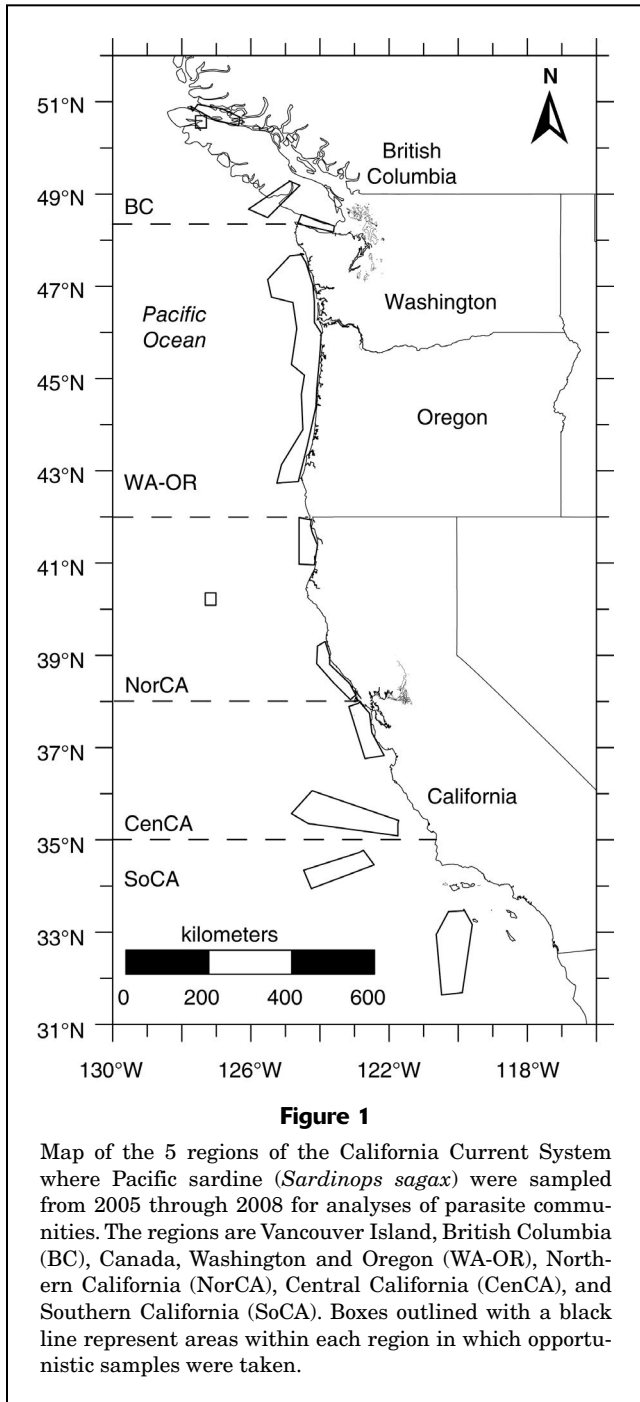 N
51°N
British
Columbia
49°N
BC
47°N
Pacific
Ocean
Washington
45°N
Oregon
43°N
WA-OR
41°N
39°N
NorCA
37°N
California
CenCA
35°N
SoCA
33°N
kilometers
0 200 400 600
31°N
130°W 126°W 122°W 118°W
Figure 1
Map of the 5 regions of the California Current System
where Pacific sardine (Sardinops sagax) were sampled
from 2005 through 2008 for analyses of parasite commu-
nities. The regions are Vancouver Island, British Columbia
(BC), Canada, Washington and Oregon (WA-OR), North-
ern California (NorCA), Central California (CenCA), and
Southern California (SoCA). Boxes outlined with a black
line represent areas within each region in which opportu-
nistic samples were taken.